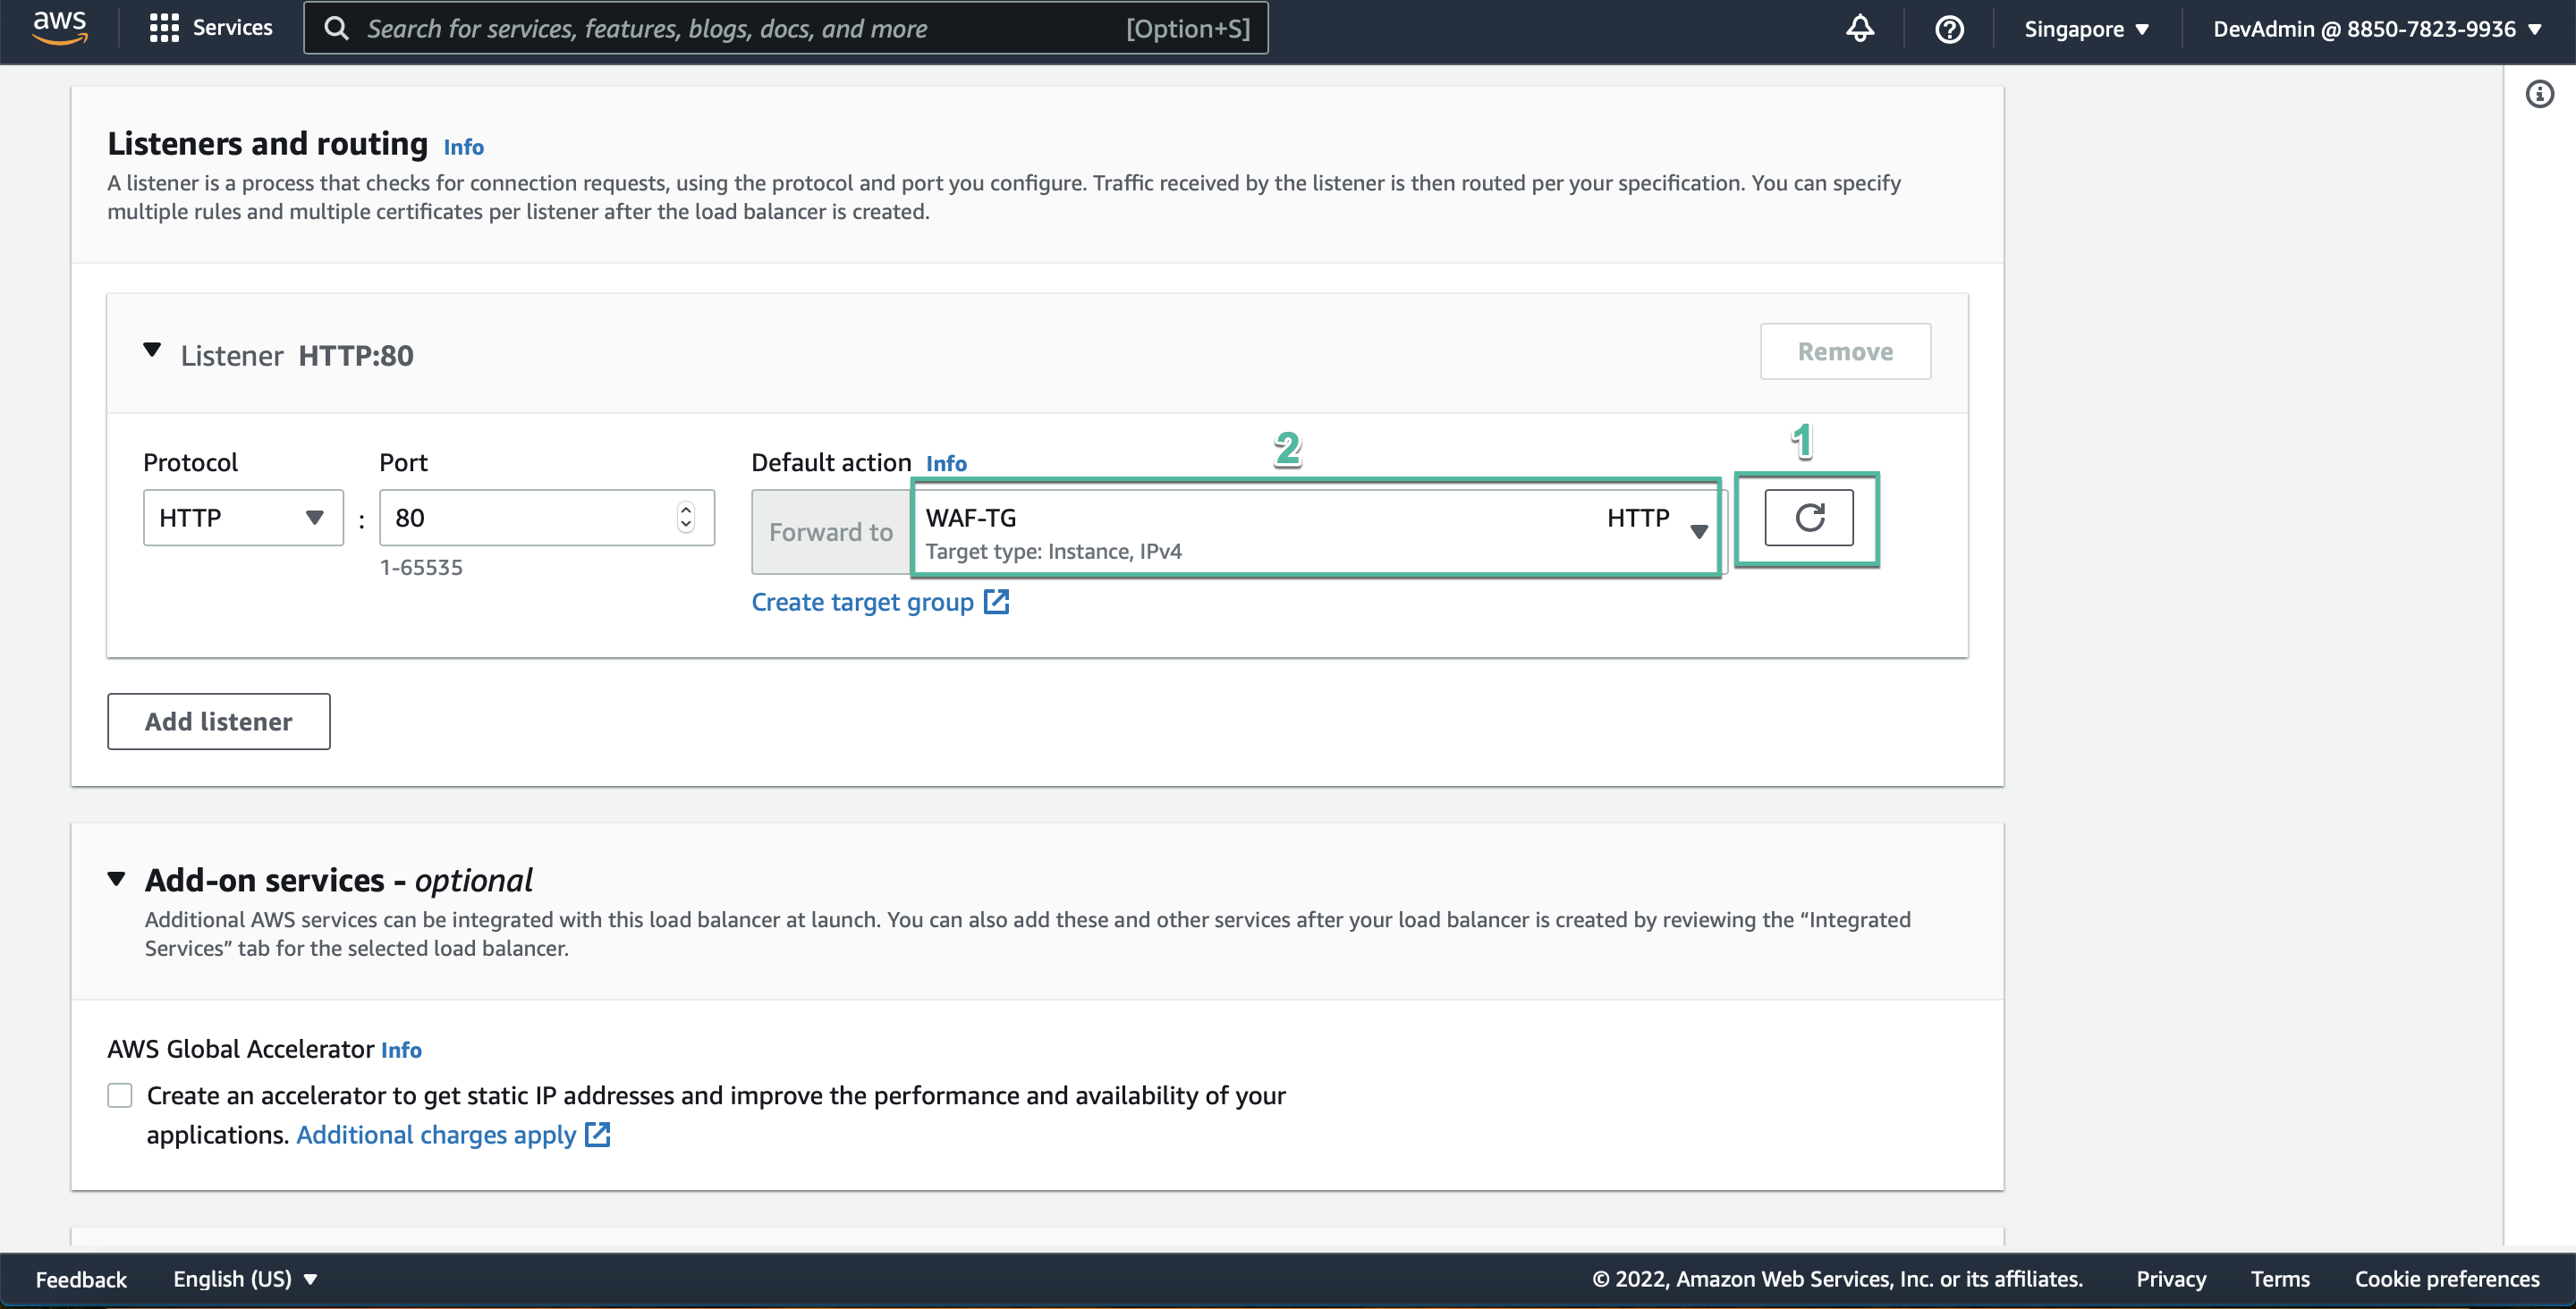 aws
Services
Search for services, features, blogs, docs, and more
[Option+S]
Singapore
DevAdmin @ 8850-7823-9936
Listeners and routing Info
A listener is a process that checks for connection requests, using the protocol and port you configure. Traffic received by the listener is then routed per your specification. You can specify
multiple rules and multiple certificates per listener after the load balancer is created.
Listener HTTP:80
Remove
2
1
Protocol
Port
Default action Info
HTTP
:
80
Forward to
WAF-TG
HTTP
Target type: Instance, IPv4
1-65535
Create target group
Add listener
Add-on services - optional
Additional AWS services can be integrated with this load balancer at launch. You can also add these and other services after your load balancer is created by reviewing the “Integrated
Services” tab for the selected load balancer.
AWS Global Accelerator Info
Create an accelerator to get static IP addresses and improve the performance and availability of your
applications. Additional charges apply
Feedback
English (US)
© 2022, Amazon Web Services, Inc. or its affiliates.
Privacy
Terms
Cookie preferences